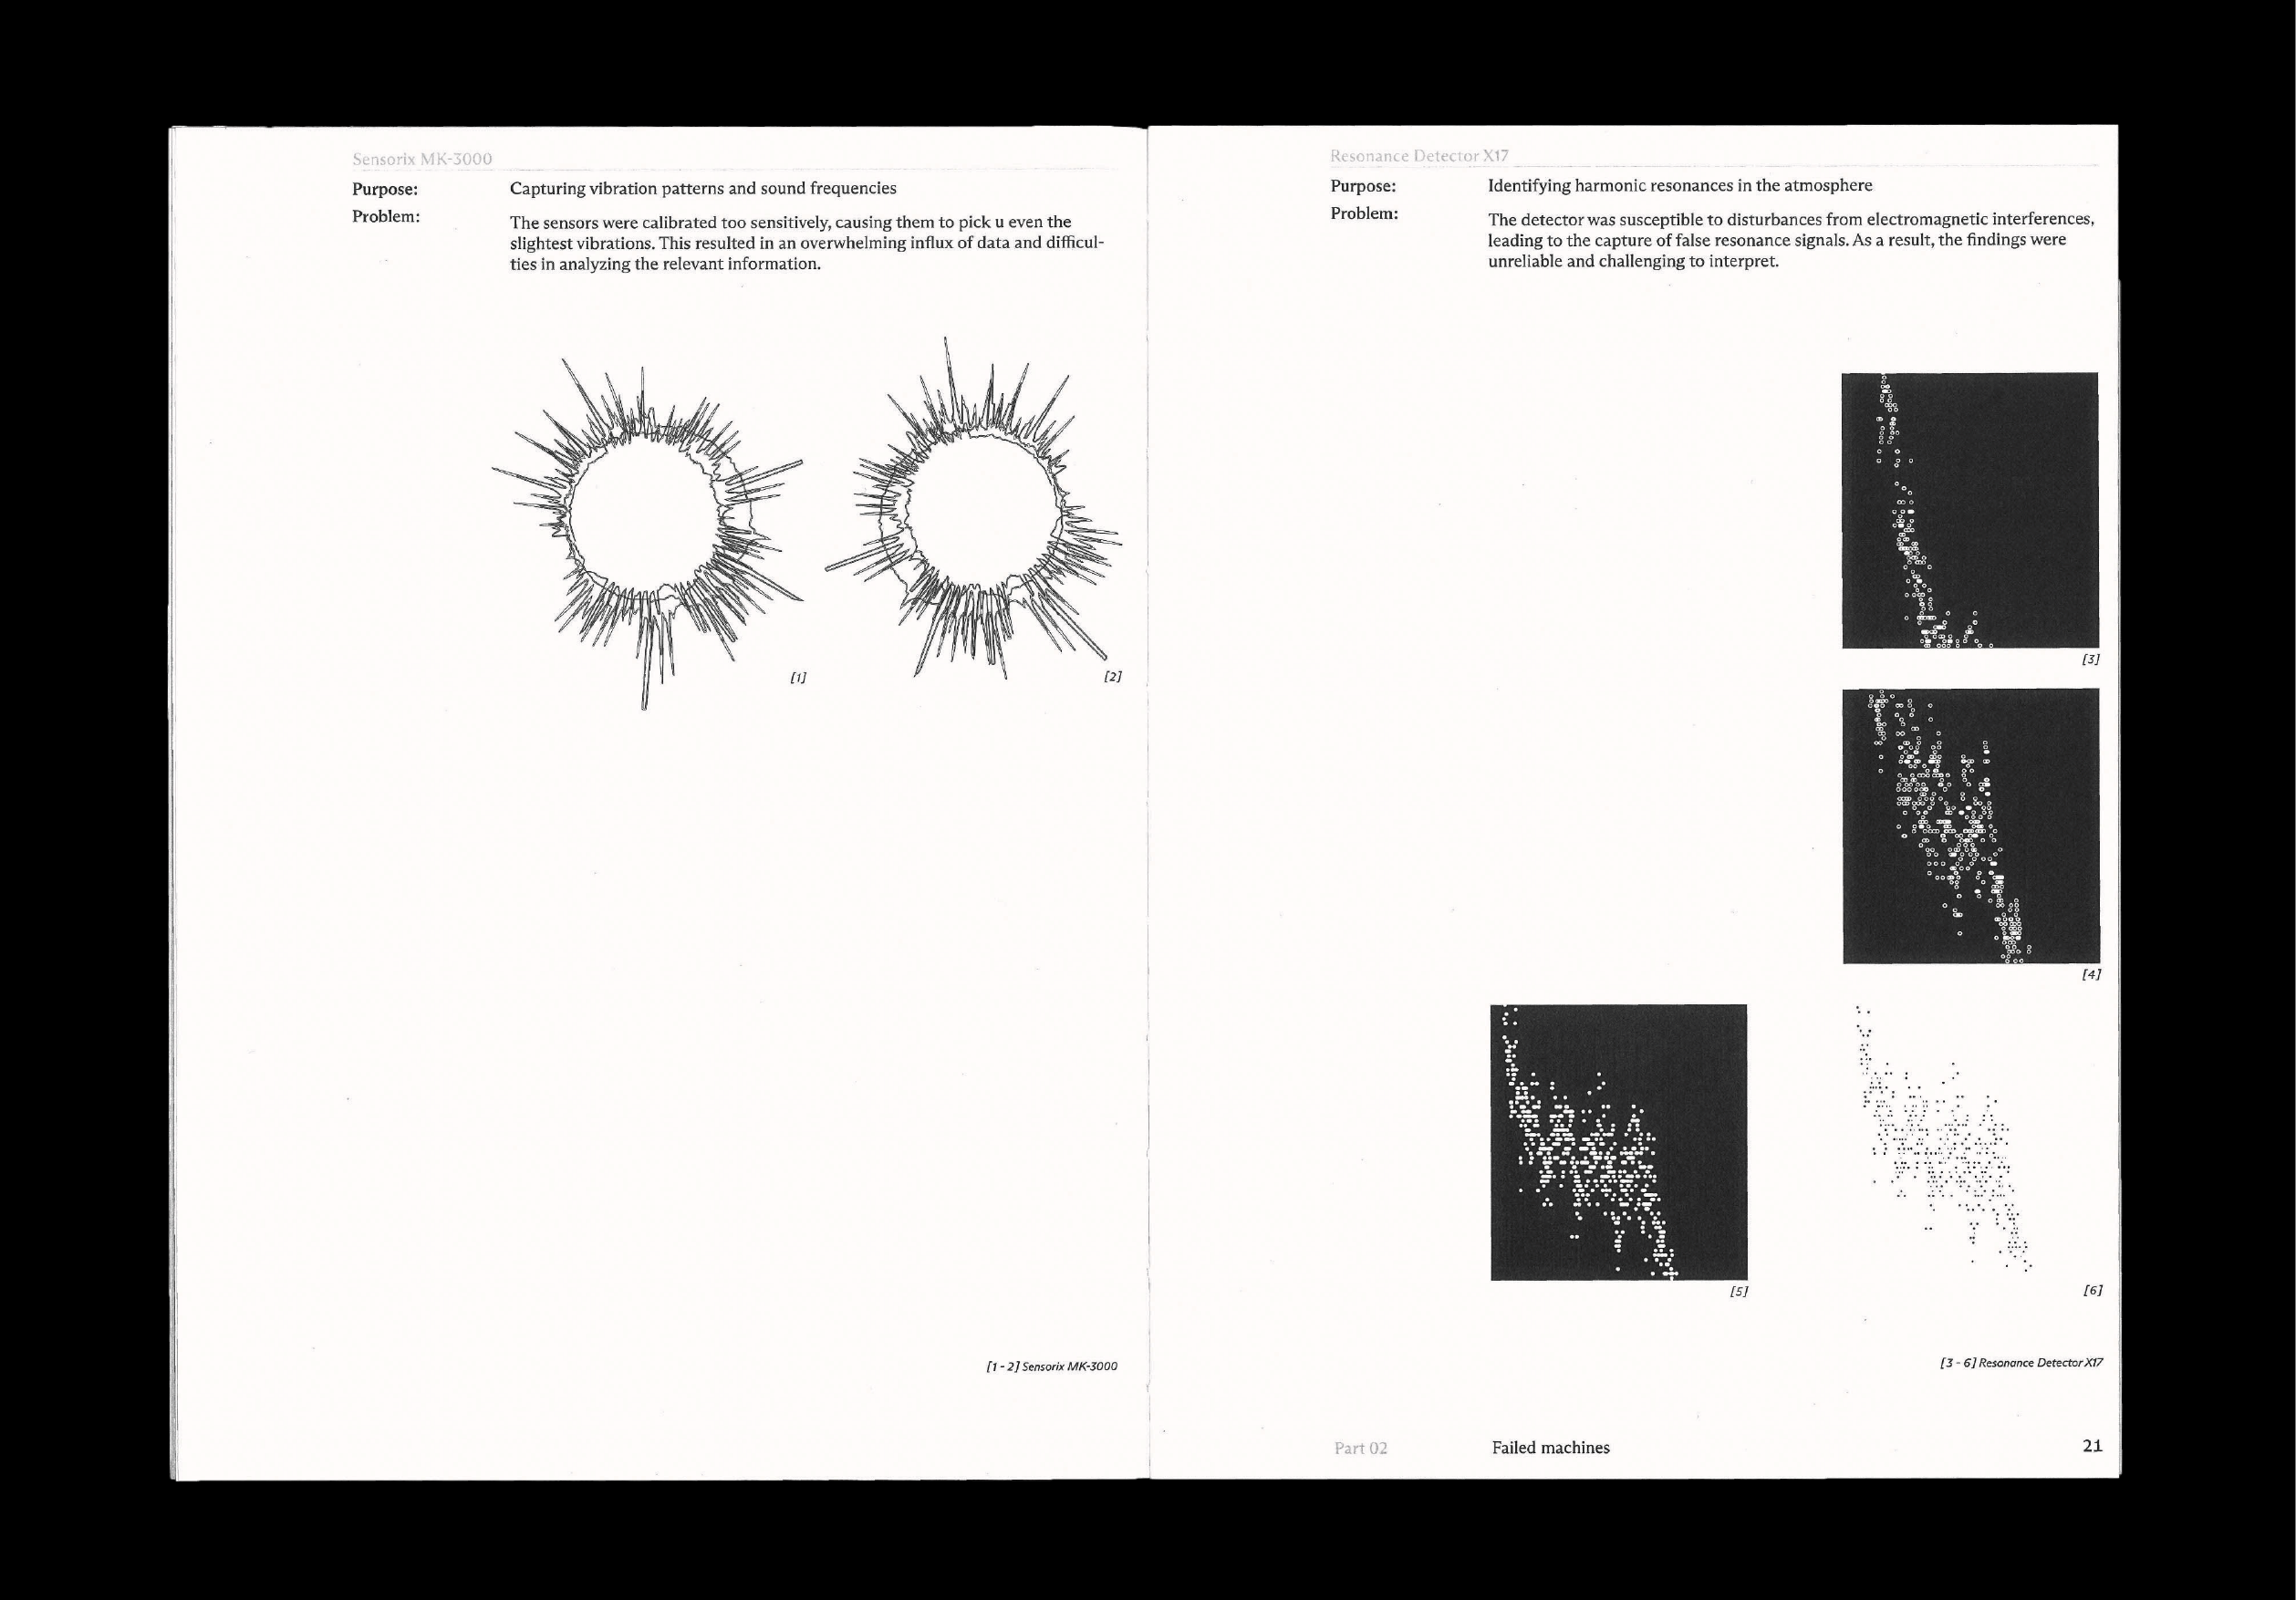 Sensorix MK-3000
Purpose: Capturing vibration patterns and sound frequencies
Problem: The sensors were calibrated too sensitively, causing them to pick u even the
slightest vibrations. This resulted in an overwhelming influx of data and difficul-
ties in analyzing the relevant information.
[1]
[2]
[1 - 2] Sensorix MK-3000
Resonance Detector X17
Purpose: Identifying harmonic resonances in the atmosphere
Problem: The detector was susceptible to disturbances from electromagnetic interferences,
leading to the capture of false resonance signals. As a result, the findings were
unreliable and challenging to interpret.
[3]
[4]
[5]
[6]
[3 - 6] Resonance Detector X17
Part 02 Failed machines 21